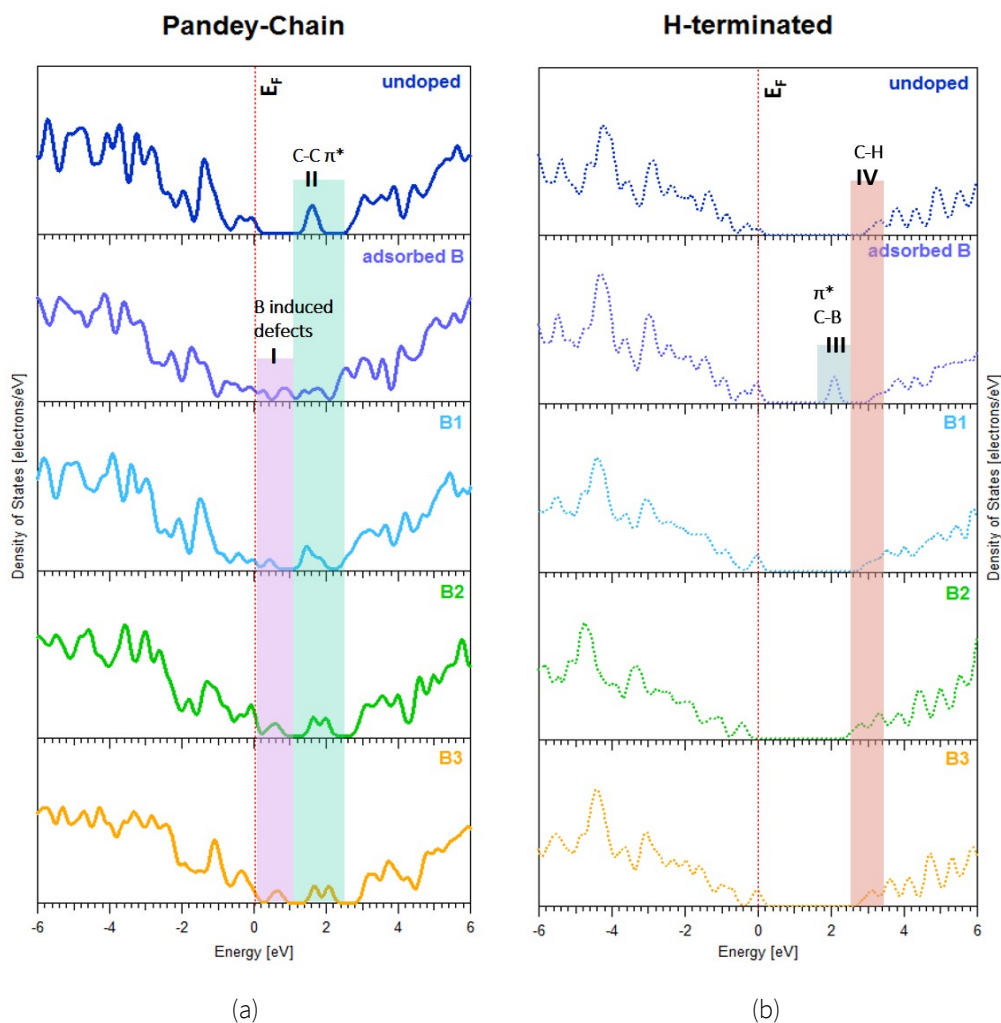 Pandey-Chain
H-terminated
undoped
E_F
C-C π*
II
adsorbed B
B induced
defects
I
B1
B2
B3
-6 -4 -2 0 2 4 6
Energy [eV]
Density of States [electrons/eV]
undoped
E_F
C-H
IV
adsorbed B
π*
C-B
III
B1
B2
B3
-6 -4 -2 0 2 4 6
Energy [eV]
Density of States [electrons/eV]
(a)
(b)